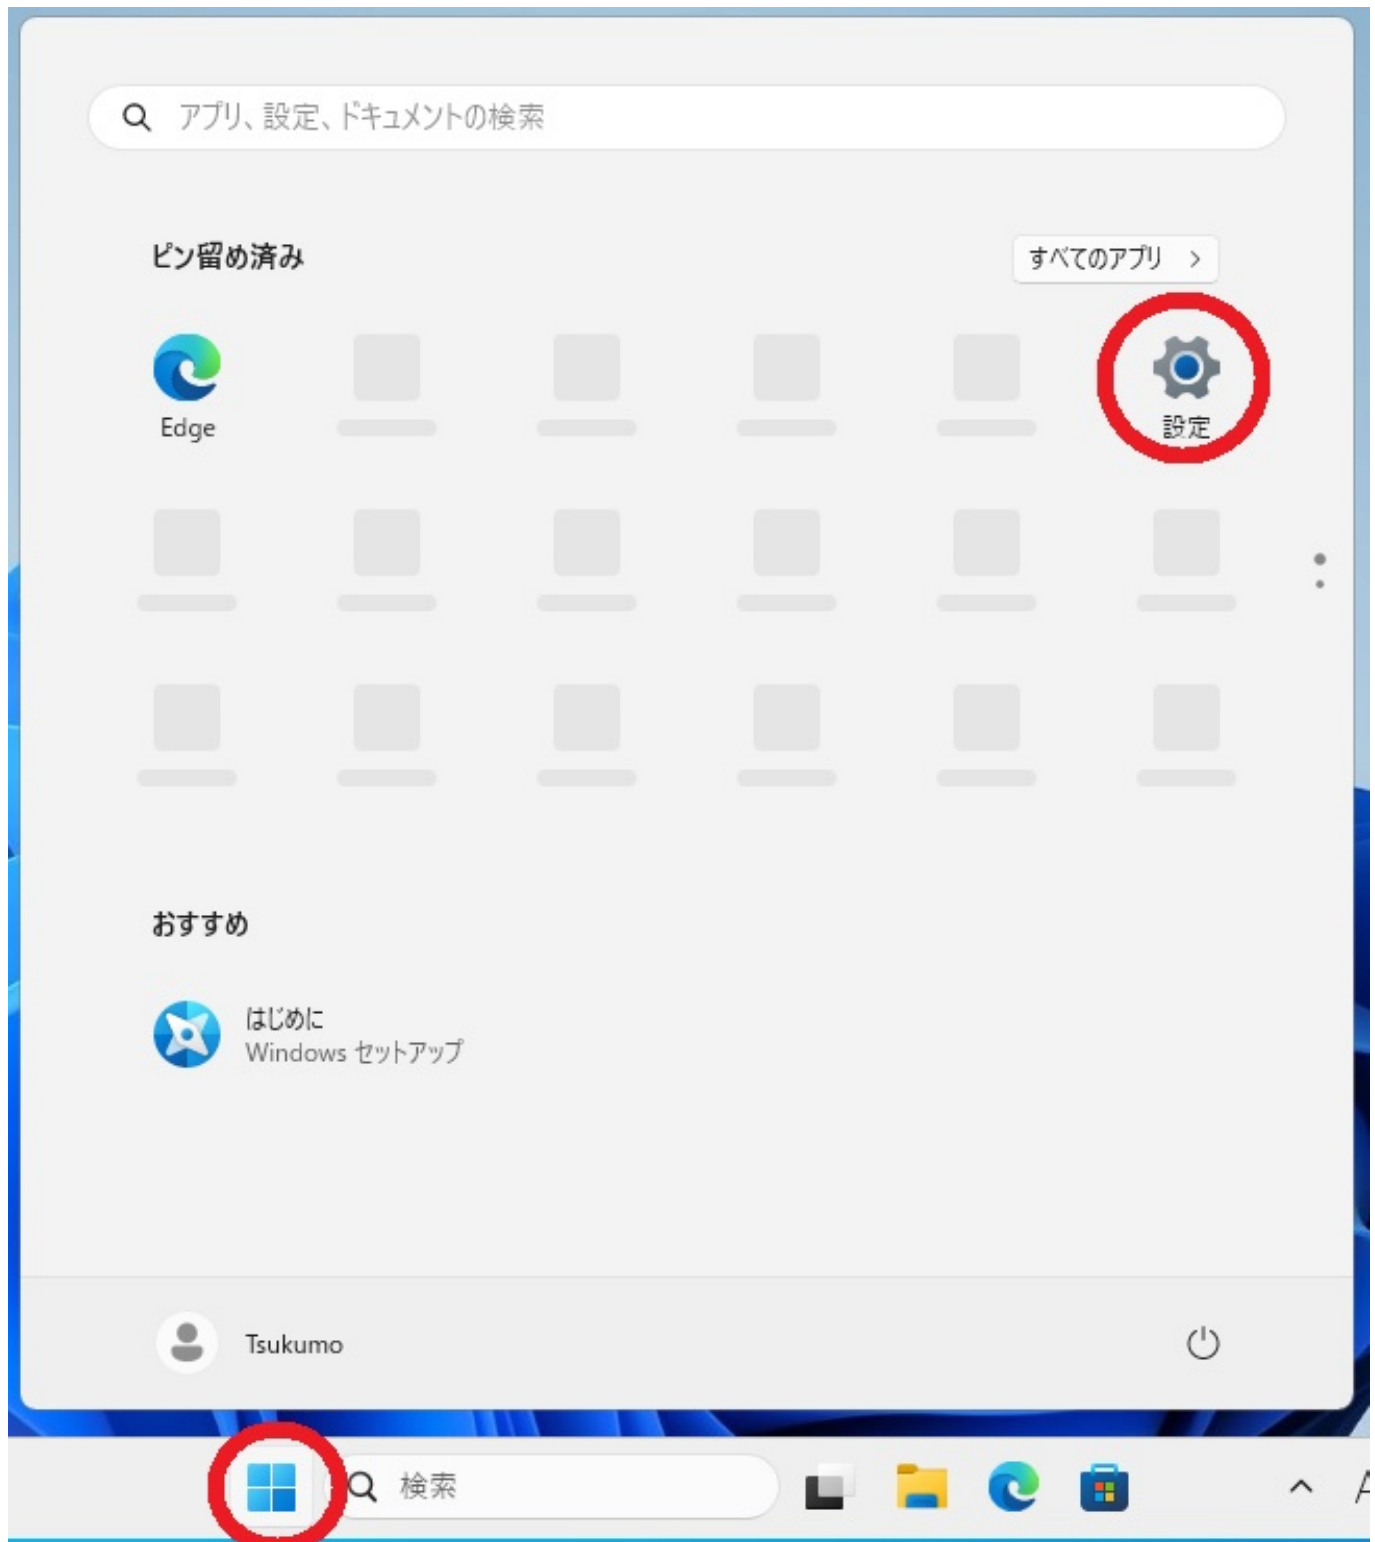 アプリ、設定、ドキュメントの検索
ピン留め済み
すべてのアプリ >
Edge
設定
おすすめ
はじめに
Windows セットアップ
Tsukumo
検索
A